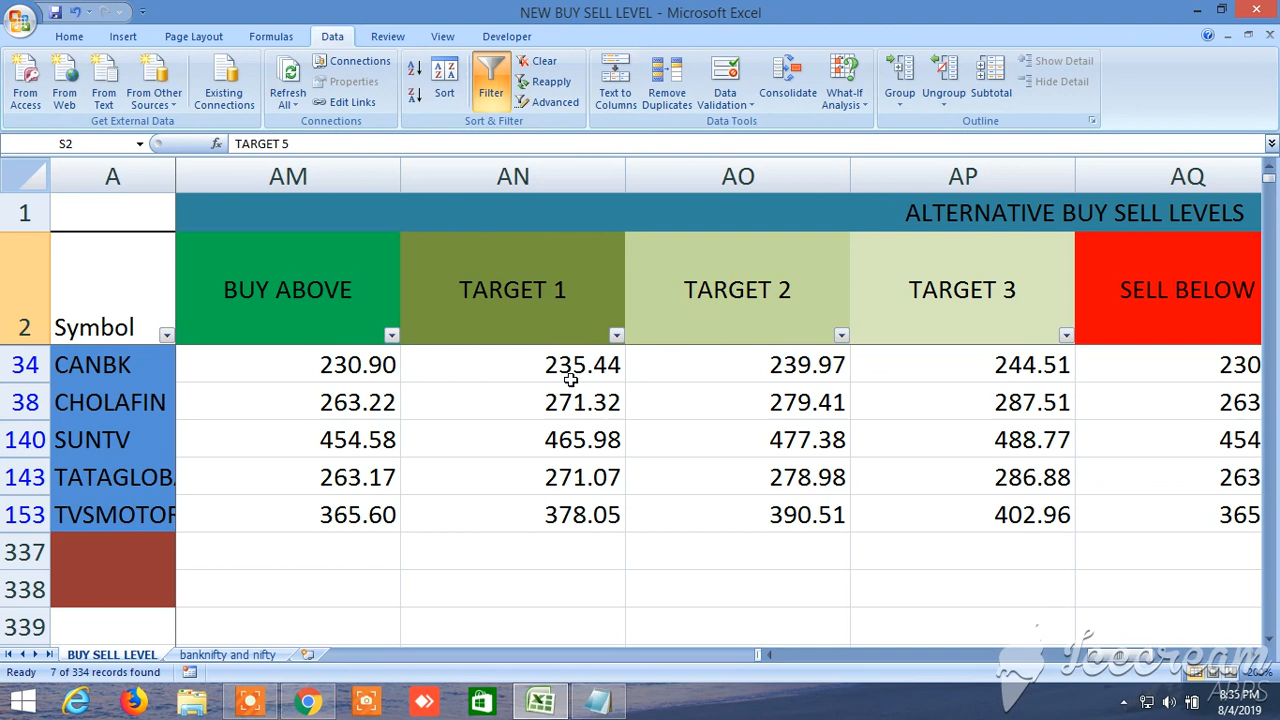 NEW BUY SELL LEVEL - Microsoft Excel
Home Insert Page Layout Formulas Data Review View Developer
From Access
From Web
From Text
From Other Sources
Existing Connections
Get External Data
Refresh All
Connections
Properties
Edit Links
Connections
Sort
Filter
Clear
Reapply
Advanced
Sort & Filter
Text to Columns
Remove Duplicates
Data Validation
Consolidate
What-If Analysis
Data Tools
Group
Ungroup
Subtotal
Show Detail
Hide Detail
Outline
S2 fx TARGET 5
A AM AN AO AP AQ
1 ALTERNATIVE BUY SELL LEVELS
2 Symbol BUY ABOVE TARGET 1 TARGET 2 TARGET 3 SELL BELOW
34 CANBK 230.90 235.44 239.97 244.51 230
38 CHOLAFIN 263.22 271.32 279.41 287.51 263
140 SUNTV 454.58 465.98 477.38 488.77 454
143 TATAGLOBA 263.17 271.07 278.98 286.88 263
153 TVSMOTOR 365.60 378.05 390.51 402.96 365
337
338
339
BUY SELL LEVEL banknifty and nifty
Ready 7 of 334 records found 200%
Icecream
APPS
8:35 PM
8/4/2019